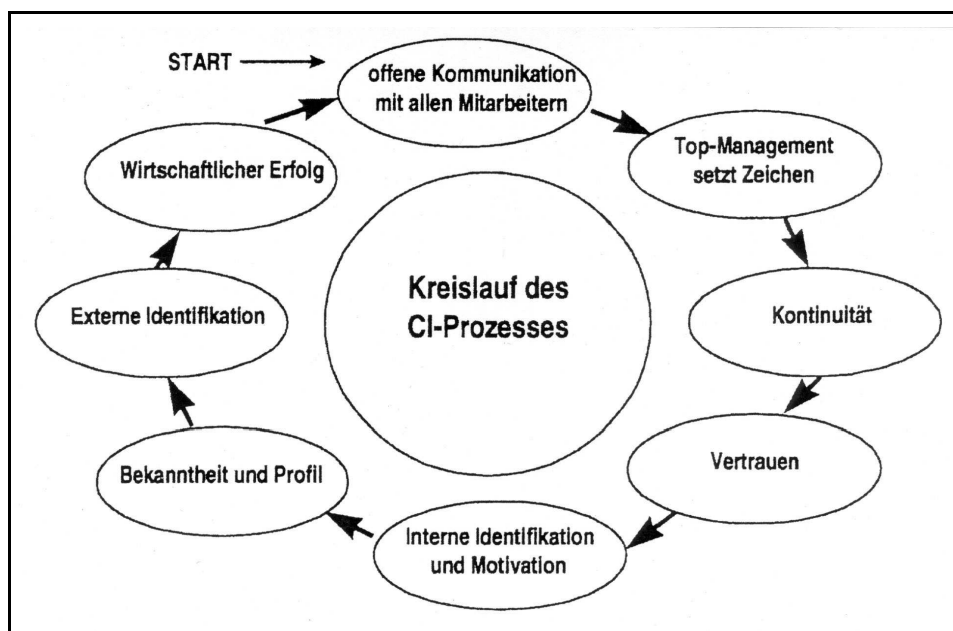 START
offene Kommunikation
mit allen Mitarbeitern
Top-Management
setzt Zeichen
Kontinuität
Vertrauen
Interne Identifikation
und Motivation
Bekanntheit und Profil
Externe Identifikation
Wirtschaftlicher Erfolg
Kreislauf des
CI-Prozesses